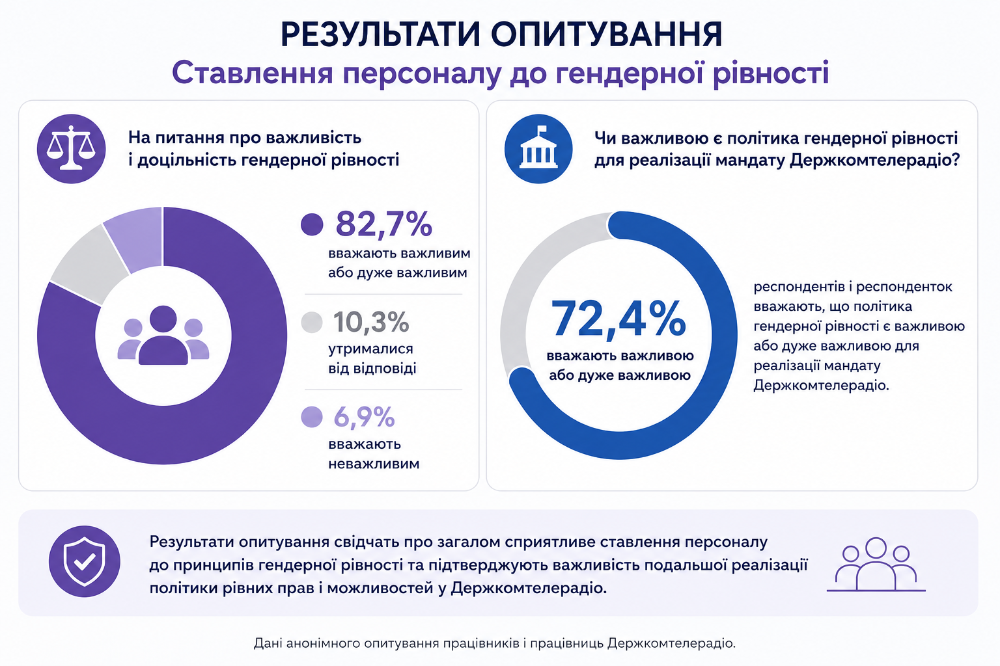 РЕЗУЛЬТАТИ ОПИТУВАННЯ
Ставлення персоналу до гендерної рівності
На питання про важливість
і доцільність гендерної рівності
82,7%
вважають важливим
або дуже важливим
10,3%
утрималися
від відповіді
6,9%
вважають
неважливим
Чи важливою є політика гендерної рівності
для реалізації мандату Держкомтелерадіо?
72,4%
вважають важливою
або дуже важливою
респондентів і респонденток
вважають, що політика
гендерної рівності є важливою
або дуже важливою для
реалізації мандату
Держкомтелерадіо.
Результати опитування свідчать про загалом сприятливе ставлення персоналу
до принципів гендерної рівності та підтверджують важливість подальшої реалізації
політики рівних прав і можливостей у Держкомтелерадіо.
Дані анонімного опитування працівників і працівниць Держкомтелерадіо.